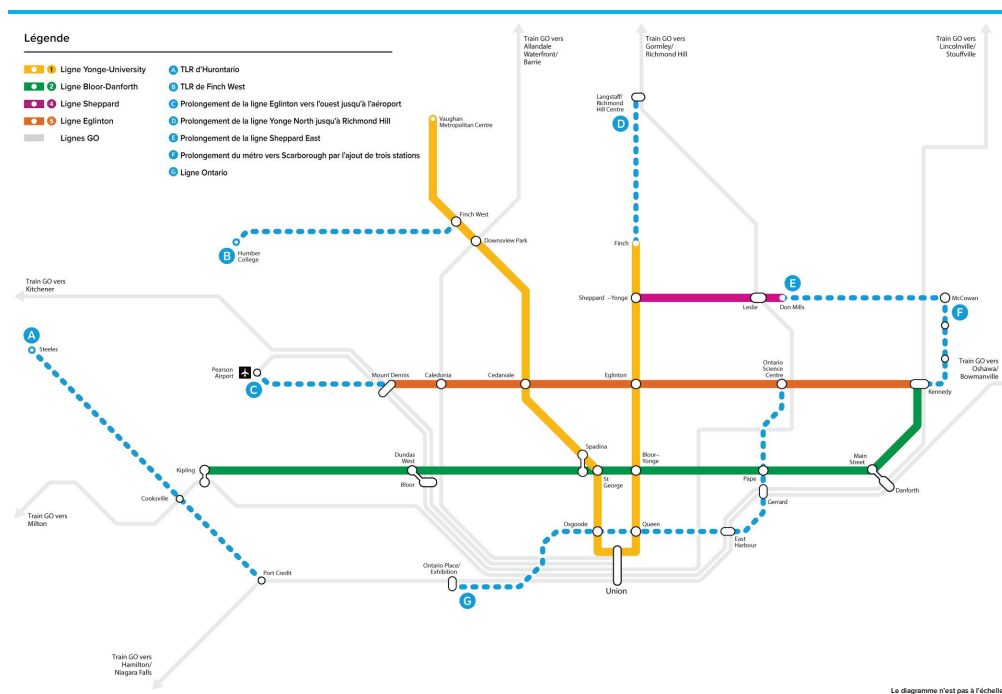 Légende
1 Ligne Yonge-University
2 Ligne Bloor-Danforth
4 Ligne Sheppard
5 Ligne Eglinton
Lignes GO
A TLR d'Hurontario
B TLR de Finch West
C Prolongement de la ligne Eglinton vers l'ouest jusqu'à l'aéroport
D Prolongement de la ligne Yonge North jusqu'à Richmond Hill
E Prolongement de la ligne Sheppard East
F Prolongement du métro vers Scarborough par l'ajout de trois stations
G Ligne Ontario
Train GO vers
Allandale
Waterfront/
Barrie
Train GO vers
Gormley/
Richmond Hill
Train GO vers
Lincolnville/
Stouffville
Langstaff/
Richmond
Hill Centre
D
Vaughan
Metropolitan Centre
Finch West
Downsview Park
B
Humber
College
Finch
Train GO vers
Kitchener
Sheppard –Yonge
Leslie
Don Mills
E
McCowan
F
A
Steeles
Pearson
Airport
C
Mount Dennis
Caledonia
Cedarvale
Eglinton
Ontario
Science
Centre
Train GO vers
Oshawa/
Bowmanville
Kennedy
Kipling
Dundas
West
Bloor
Spadina
St
George
Bloor–
Yonge
Pape
Main
Street
Danforth
Cooksville
Gerrard
Train GO vers
Milton
Osgoode
Queen
East
Harbour
Port Credit
Ontario Place/
Exhibition
G
Union
Train GO vers
Hamilton/
Niagara Falls
Le diagramme n'est pas à l'échelle